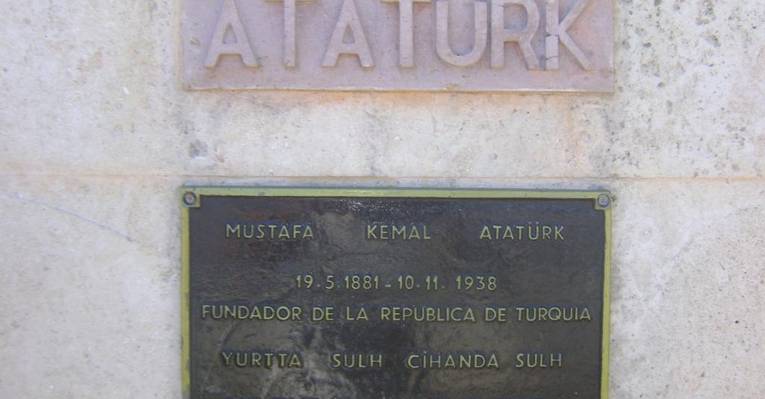 ATATÜRK
MUSTAFA KEMAL ATATÜRK
19.5.1881-10.11.1938
FUNDADOR DE LA REPUBLICA DE TURQUIA
YURTTA SULH CİHANDA SULH